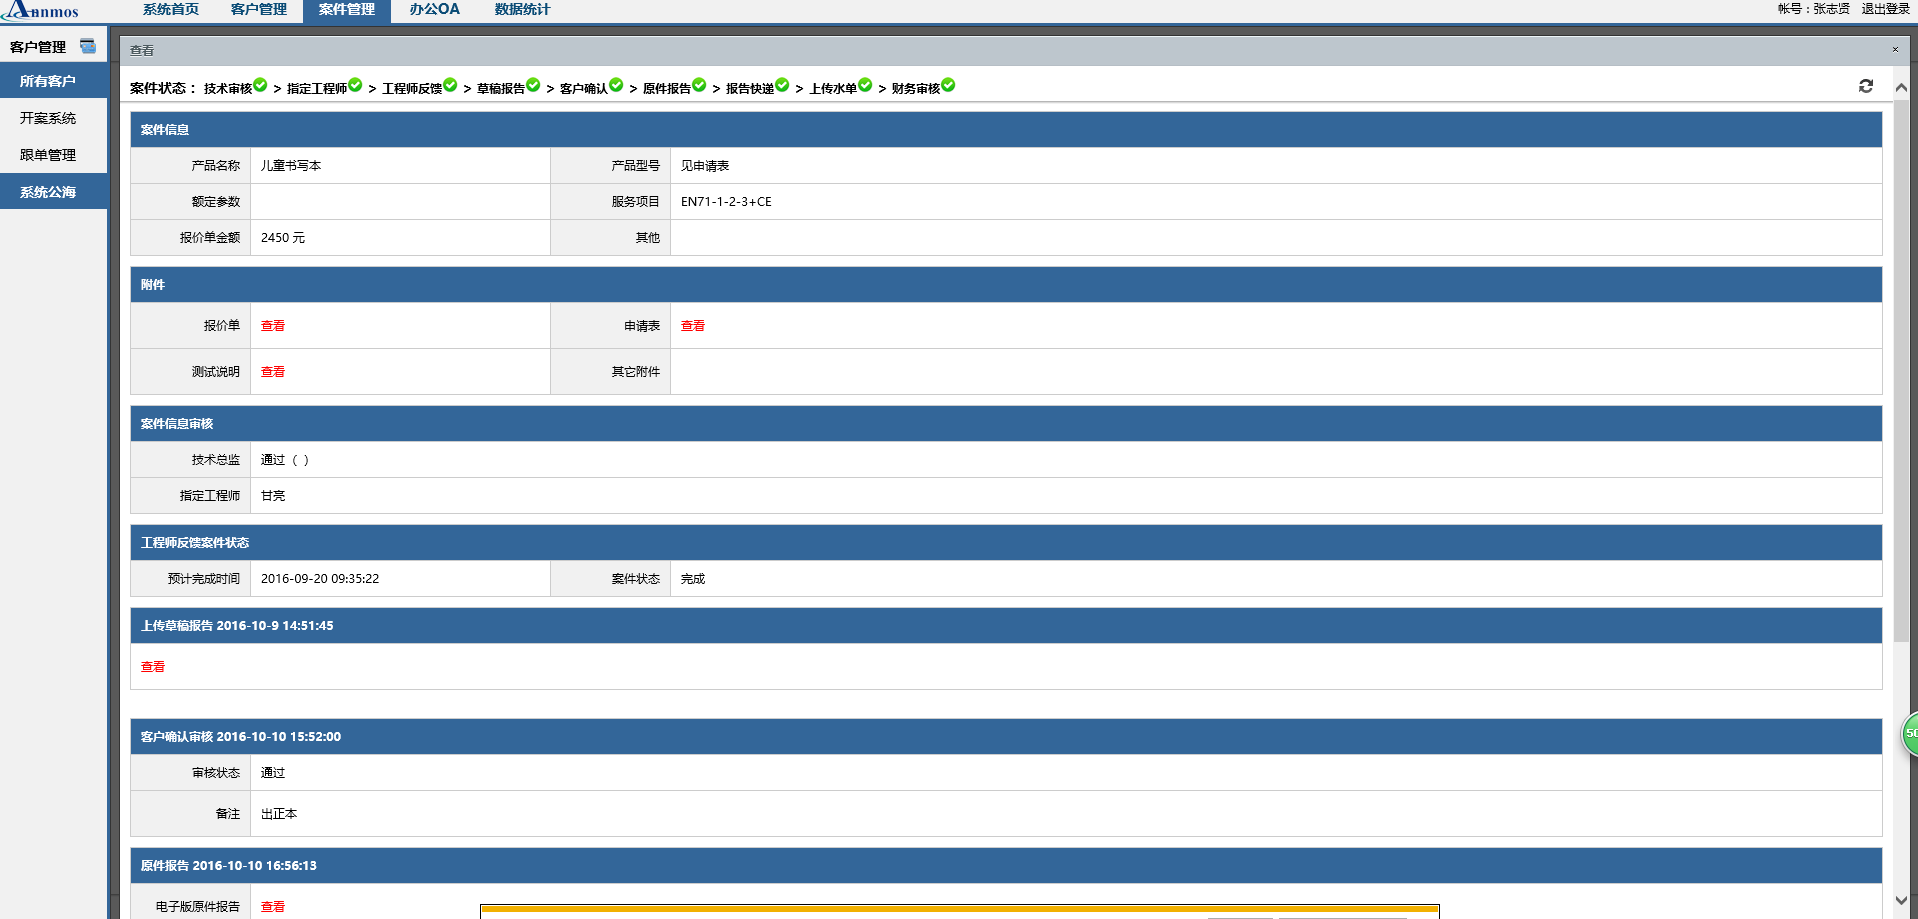 Anmos
系统首页 客户管理 案件管理 办公OA 数据统计 帐号：张志贤 退出登录
客户管理
所有客户
开案系统
跟单管理
系统公海
查看 ×
案件状态： 技术审核 > 指定工程师 > 工程师反馈 > 草稿报告 > 客户确认 > 原件报告 > 报告快递 > 上传水单 > 财务审核
案件信息
产品名称 儿童书写本 产品型号 见申请表
额定参数 服务项目 EN71-1-2-3+CE
报价单金额 2450 元 其他
附件
报价单 查看 申请表 查看
测试说明 查看 其它附件
案件信息审核
技术总监 通过（ ）
指定工程师 甘亮
工程师反馈案件状态
预计完成时间 2016-09-20 09:35:22 案件状态 完成
上传草稿报告 2016-10-9 14:51:45
查看
客户确认审核 2016-10-10 15:52:00
审核状态 通过
备注 出正本
原件报告 2016-10-10 16:56:13
电子版原件报告 查看